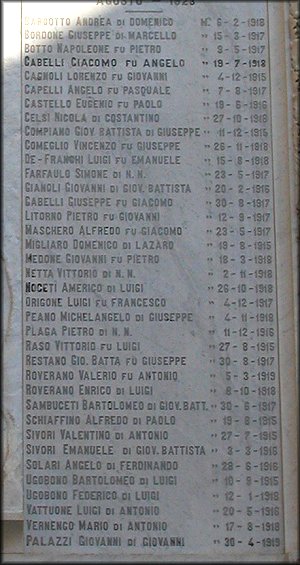 AGOSTO 1923
BARDOTTO ANDREA DI DOMENICO Mº 6-2-1918
BORDONE GIUSEPPE DI MARCELLO " 15-3-1917
BOTTO NAPOLEONE FU PIETRO " 9-5-1917
CABELLI GIACOMO FU ANGELO " 19-7-1918
CAGNOLI LORENZO FU GIOVANNI " 4-12-1915
CAPELLI ANGELO FU PASQUALE " 7-8-1917
CASTELLO EUGENIO FU PAOLO " 18-6-1916
CELSI NICOLA DI COSTANTINO " 27-10-1918
COMPIANO GIOV. BATTISTA DI GIUSEPPE " 11-12-1915
COMEGLIO VINCENZO FU GIUSEPPE " 26-11-1918
DE-FRANCHI LUIGI FU EMANUELE " 15-8-1918
FARFAULO SIMONE DI N. N. " 23-5-1917
GIANOLI GIOVANNI DI GIOV. BATTISTA " 20-2-1916
GABELLI GIUSEPPE FU GIACOMO " 30-8-1917
LITORNO PIETRO FU GIOVANNI " 12-9-1917
MASCHERO ALFREDO FU GIACOMO " 23-5-1917
MIGLIARO DOMENICO DI LAZARO " 19-8-1915
MEDONE GIOVANNI FU PIETRO " 18-3-1918
NETTA VITTORIO DI N. N. " 2-11-1918
NOCETI AMERICO DI LUIGI " 26-10-1918
ORIGONE LUIGI FU FRANCESCO " 4-12-1917
PEANO MICHELANGELO DI GIUSEPPE " 4-11-1918
PLAGA PIETRO DI N. N. " 11-12-1916
RASO VITTORIO FU LUIGI " 27-8-1915
RESTANO GIO. BATTA FU GIUSEPPE " 30-8-1917
ROVERANO VALERIO FU ANTONIO " 5-3-1919
ROVERANO ENRICO DI LUIGI " 8-10-1918
SAMBUCETI BARTOLOMEO DI GIOV. BATT. " 30-6-1917
SCHIAFFINO ALFREDO DI PAOLO " 19-8-1915
SIVORI VALENTINO DI ANTONIO " 27-7-1915
SIVORI EMANUELE DI GIOV. BATTISTA " 3-3-1916
SOLARI ANGELO DI FERDINANDO " 28-6-1916
UGOBONO BARTOLOMEO DI LUIGI " 10-9-1915
UGOBONO FEDERICO DI LUIGI " 12-1-1918
VATTUONE LUIGI DI ANTONIO " 20-5-1916
VERNENGO MARIO DI ANTONIO " 17-8-1918
PALAZZI GIOVANNI DI GIOVANNI " 30-4-1919